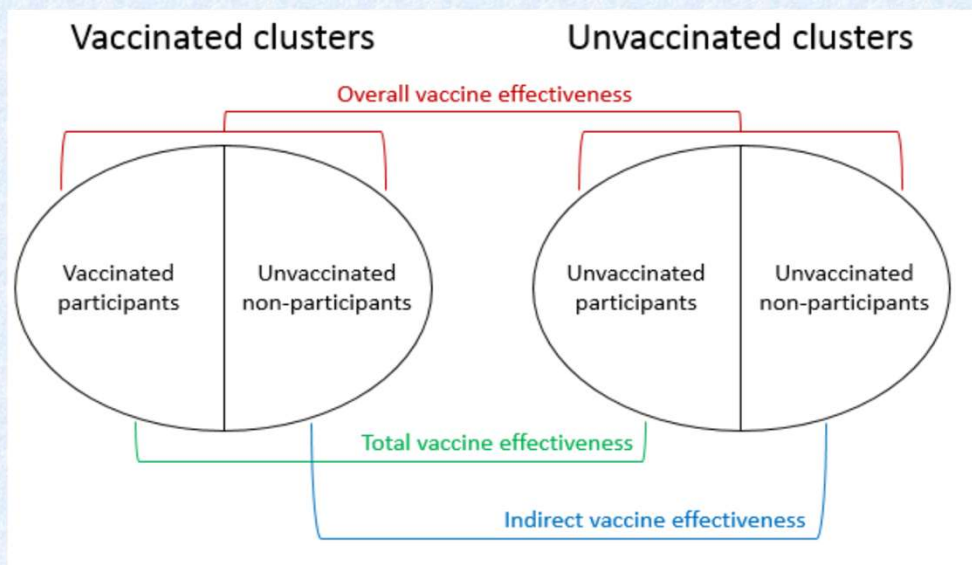 Vaccinated clusters
Unvaccinated clusters
Overall vaccine effectiveness
Vaccinated
participants
Unvaccinated
non-participants
Unvaccinated
participants
Unvaccinated
non-participants
Total vaccine effectiveness
Indirect vaccine effectiveness